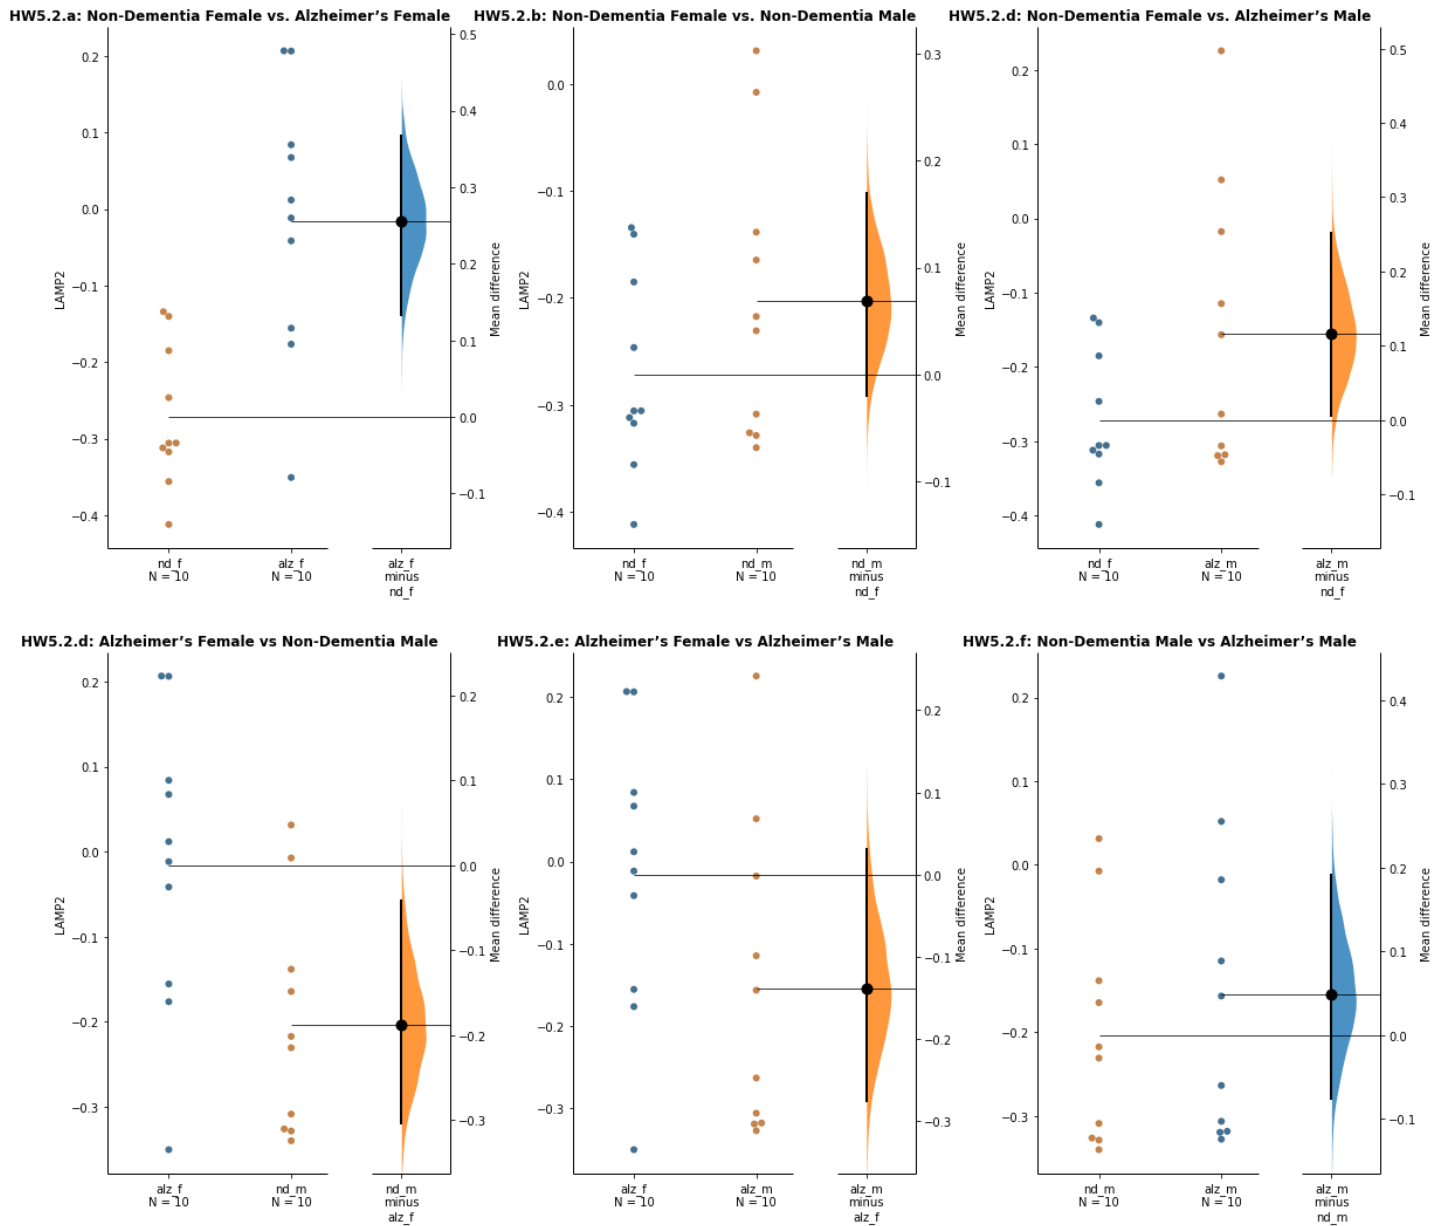 HW5.2.a: Non-Dementia Female vs. Alzheimer’s Female
0.2
0.1
0.0
−0.1
−0.2
−0.3
−0.4
LAMP2
0.5
0.4
0.3
0.2
0.1
0.0
−0.1
Mean difference
nd_f
N = 10
alz_f
N = 10
alz_f
minus
nd_f
HW5.2.b: Non-Dementia Female vs. Non-Dementia Male
0.0
−0.1
−0.2
−0.3
−0.4
LAMP2
0.3
0.2
0.1
0.0
−0.1
Mean difference
nd_f
N = 10
nd_m
N = 10
nd_m
minus
nd_f
HW5.2.d: Non-Dementia Female vs. Alzheimer’s Male
0.2
0.1
0.0
−0.1
−0.2
−0.3
−0.4
LAMP2
0.5
0.4
0.3
0.2
0.1
0.0
−0.1
Mean difference
nd_f
N = 10
alz_m
N = 10
alz_m
minus
nd_f
HW5.2.d: Alzheimer’s Female vs Non-Dementia Male
0.2
0.1
0.0
−0.1
−0.2
−0.3
LAMP2
0.2
0.1
0.0
−0.1
−0.2
−0.3
Mean difference
alz_f
N = 10
nd_m
N = 10
nd_m
minus
alz_f
HW5.2.e: Alzheimer’s Female vs Alzheimer’s Male
0.2
0.1
0.0
−0.1
−0.2
−0.3
LAMP2
0.2
0.1
0.0
−0.1
−0.2
−0.3
Mean difference
alz_f
N = 10
alz_m
N = 10
alz_m
minus
alz_f
HW5.2.f: Non-Dementia Male vs Alzheimer’s Male
0.2
0.1
0.0
−0.1
−0.2
−0.3
LAMP2
0.4
0.3
0.2
0.1
0.0
−0.1
Mean difference
nd_m
N = 10
alz_m
N = 10
alz_m
minus
nd_m